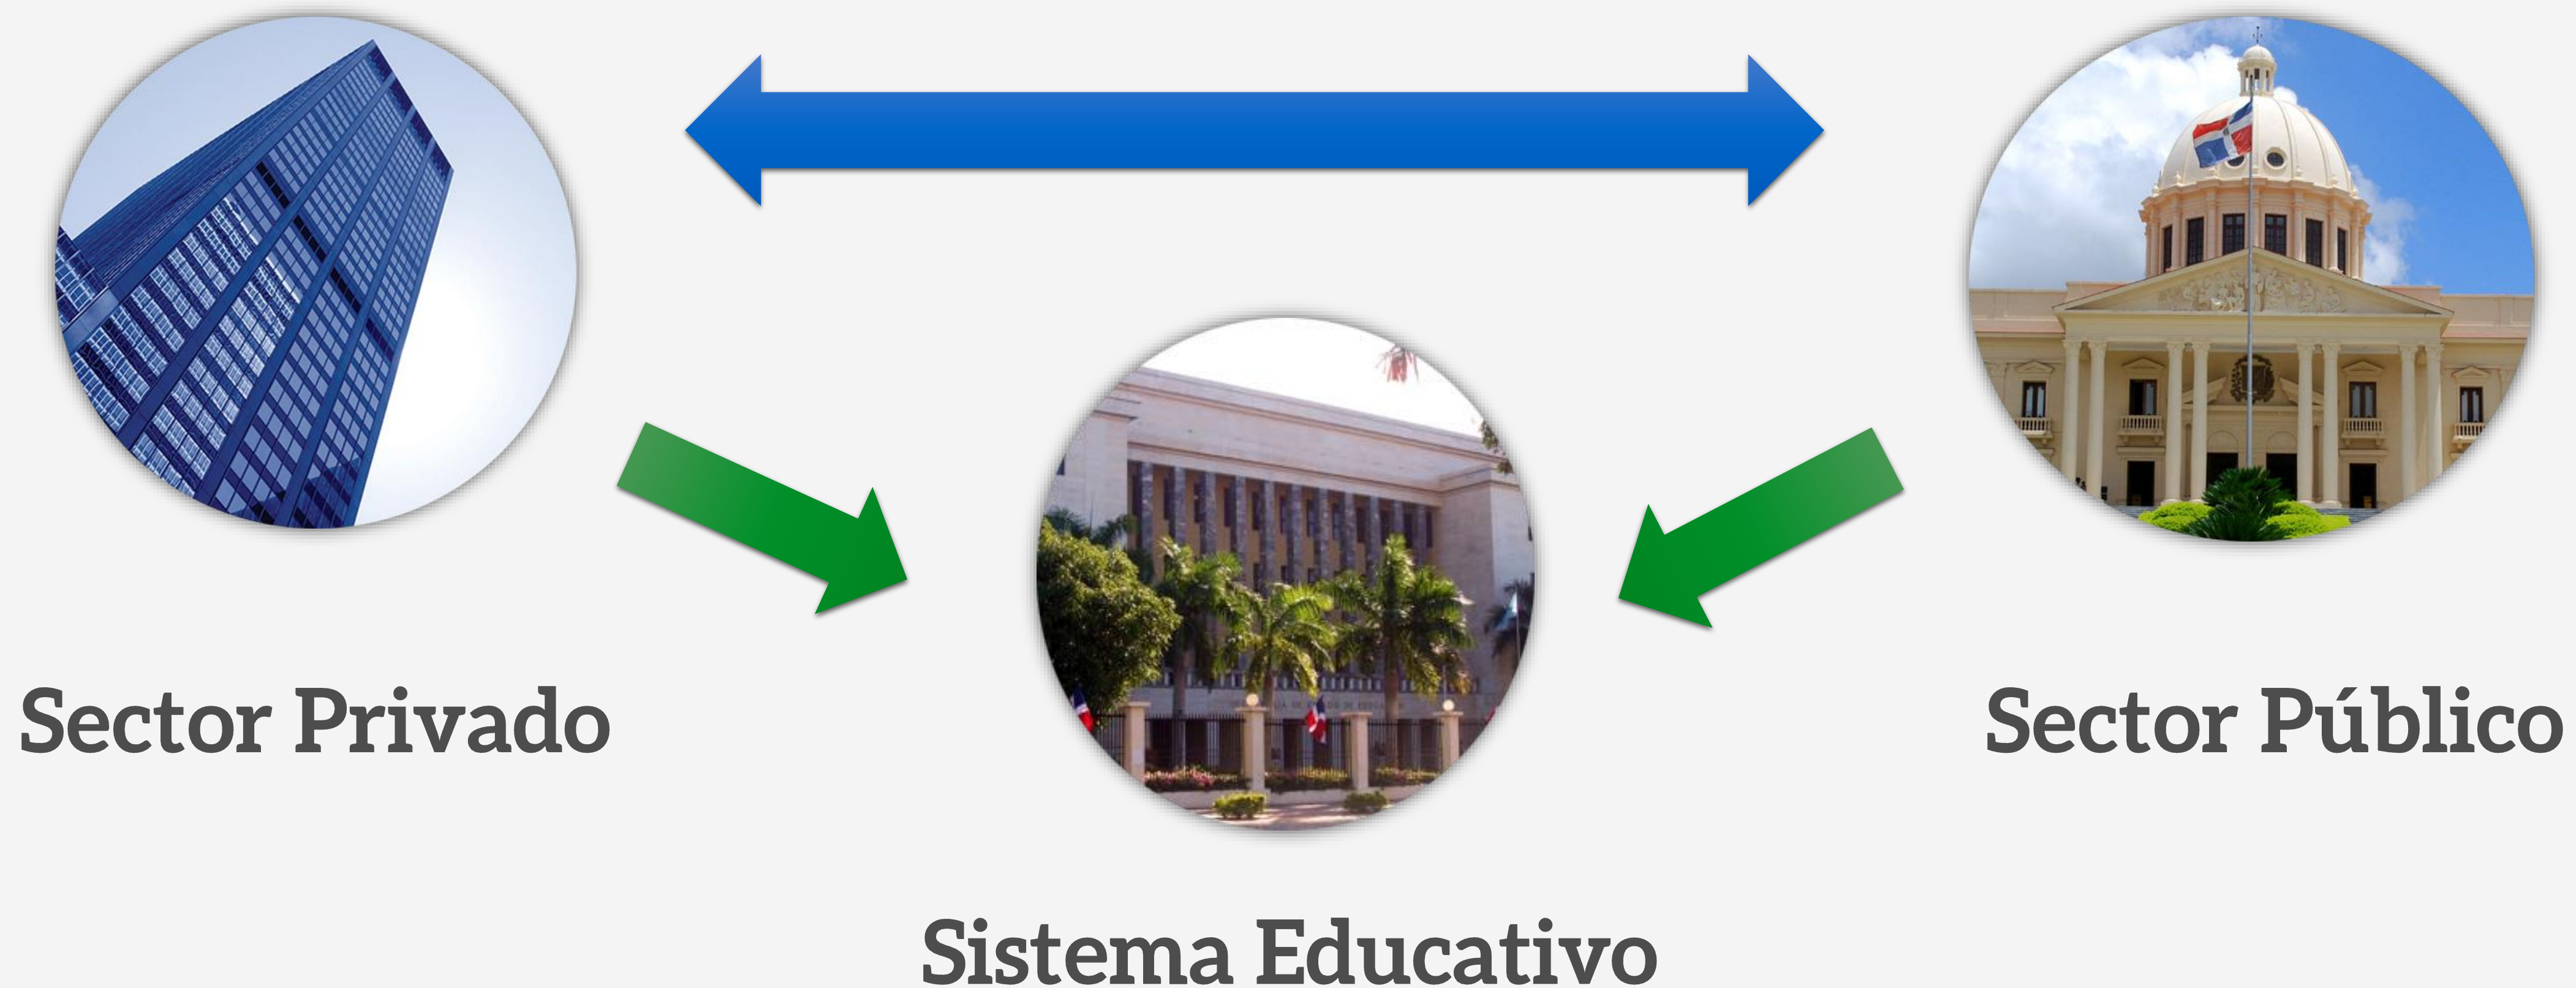 Sector Privado
Sector Público
Sistema Educativo